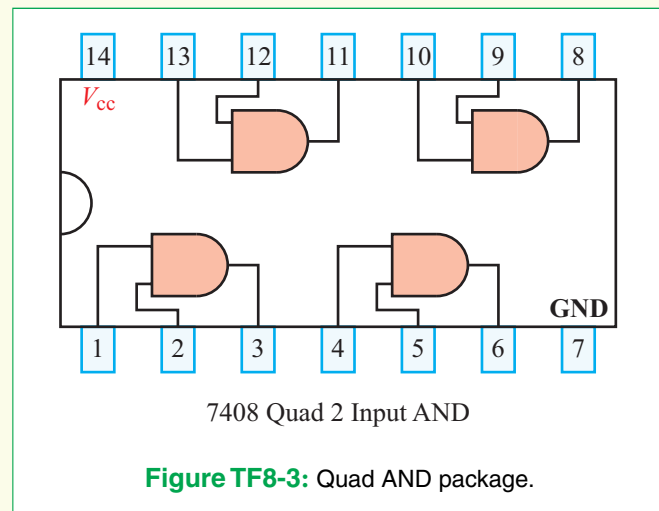 14 13 12 11 10 9 8
Vcc
GND
1 2 3 4 5 6 7
7408 Quad 2 Input AND
Figure TF8-3: Quad AND package.